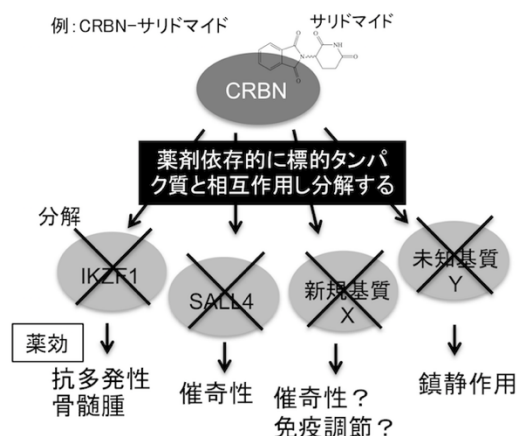 例：CRBN–サリドマイド
サリドマイド
O
NH
O
N
O
O
CRBN
薬剤依存的に標的タンパ
ク質と相互作用し分解する
分解
IKZF1
SALL4
新規基質
X
未知基質
Y
薬効
抗多発性
骨髄腫
催奇性
催奇性？
免疫調節？
鎮静作用